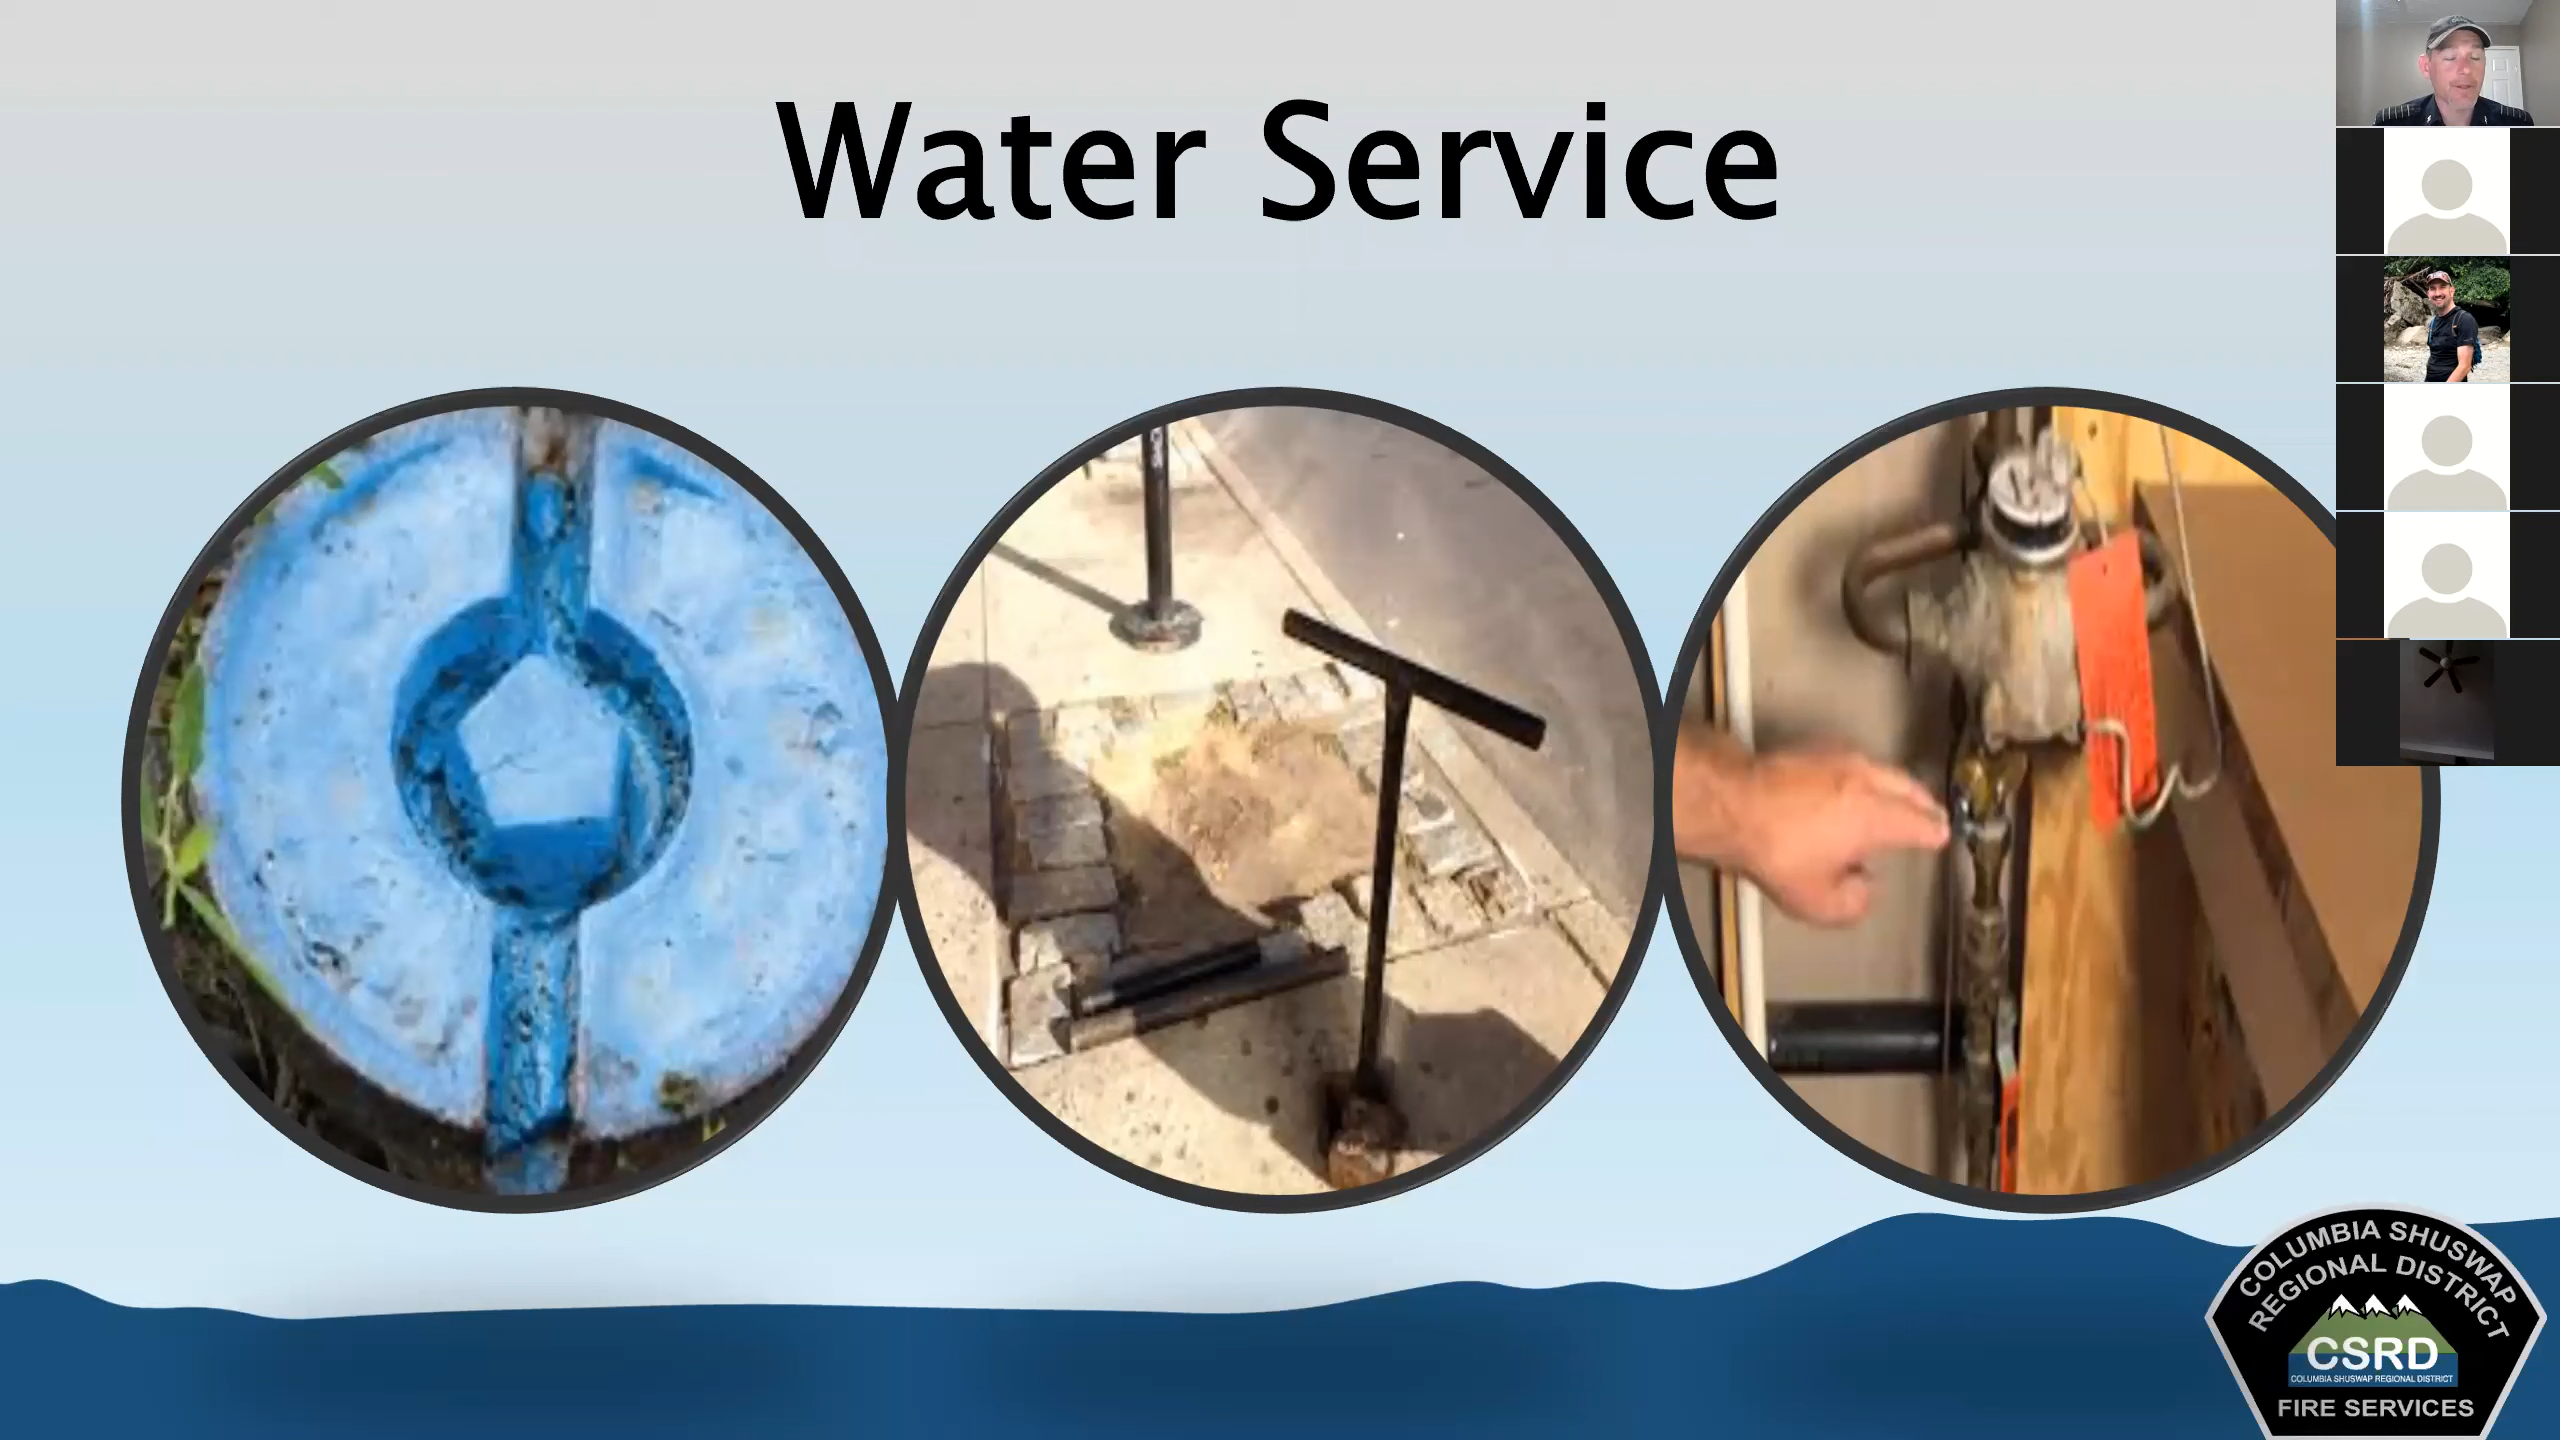 Water Service
COLUMBIA SHUSWAP
REGIONAL DISTRICT
CSRD
COLUMBIA SHUSWAP REGIONAL DISTRICT
FIRE SERVICES